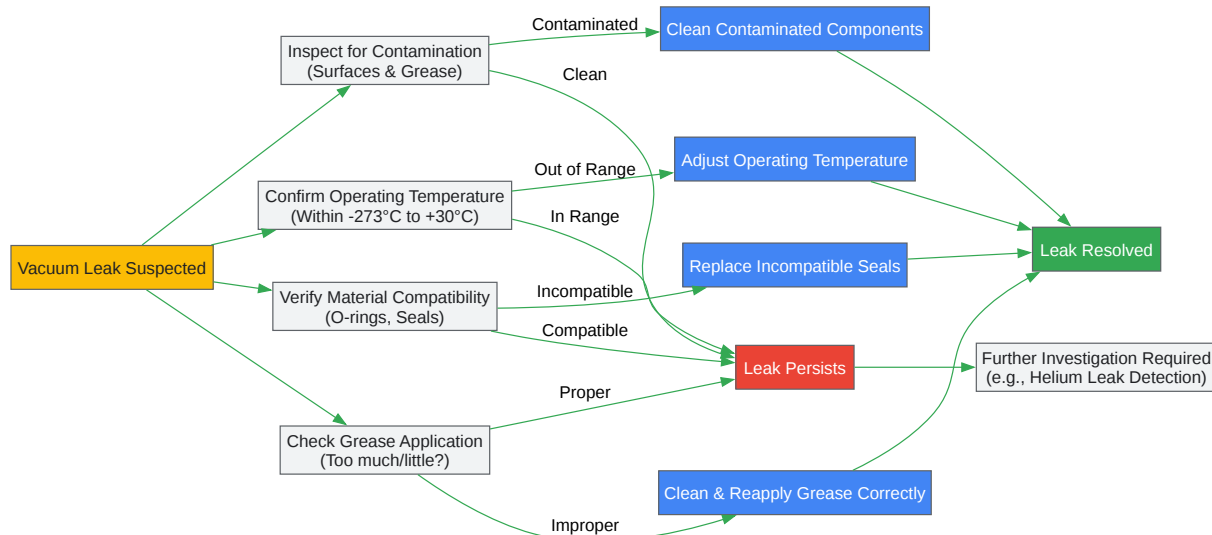 Contaminated
Clean Contaminated Components
Inspect for Contamination
(Surfaces & Grease)
Clean
Out of Range
Adjust Operating Temperature
Confirm Operating Temperature
(Within -273°C to +30°C)
In Range
Leak Resolved
Vacuum Leak Suspected
Replace Incompatible Seals
Verify Material Compatibility
(O-rings, Seals)
Incompatible
Compatible
Leak Persists
Further Investigation Required
(e.g., Helium Leak Detection)
Proper
Check Grease Application
(Too much/little?)
Clean & Reapply Grease Correctly
Improper